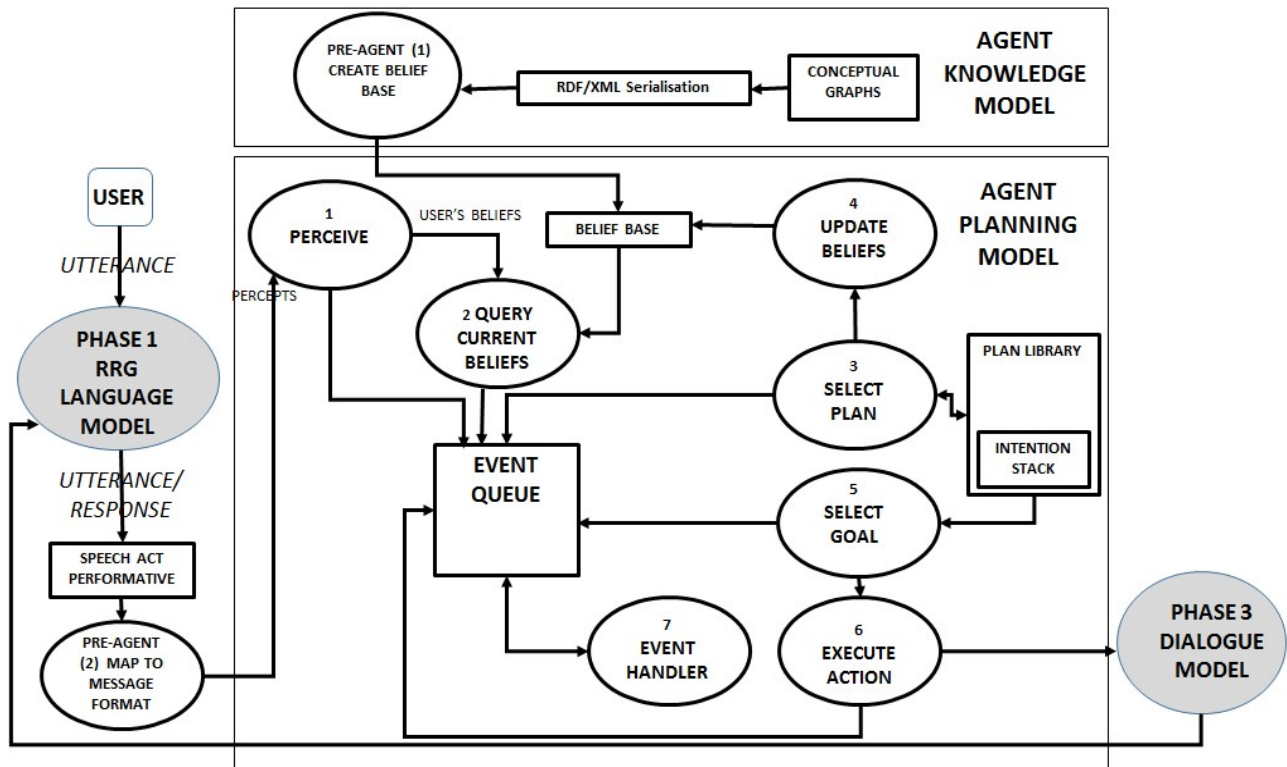 PRE-AGENT (1)
CREATE BELIEF
BASE
RDF/XML Serialisation
CONCEPTUAL
GRAPHS
AGENT
KNOWLEDGE
MODEL
USER
UTTERANCE
PHASE 1
RRG
LANGUAGE
MODEL
UTTERANCE/
RESPONSE
SPEECH ACT
PERFORMATIVE
PRE-AGENT
(2) MAP TO
MESSAGE
FORMAT
PERCEPTS
1
PERCEIVE
USER'S BELIEFS
BELIEF BASE
4
UPDATE
BELIEFS
AGENT
PLANNING
MODEL
2 QUERY
CURRENT
BELIEFS
3
SELECT
PLAN
PLAN LIBRARY
INTENTION
STACK
EVENT
QUEUE
5
SELECT
GOAL
7
EVENT
HANDLER
6
EXECUTE
ACTION
PHASE 3
DIALOGUE
MODEL